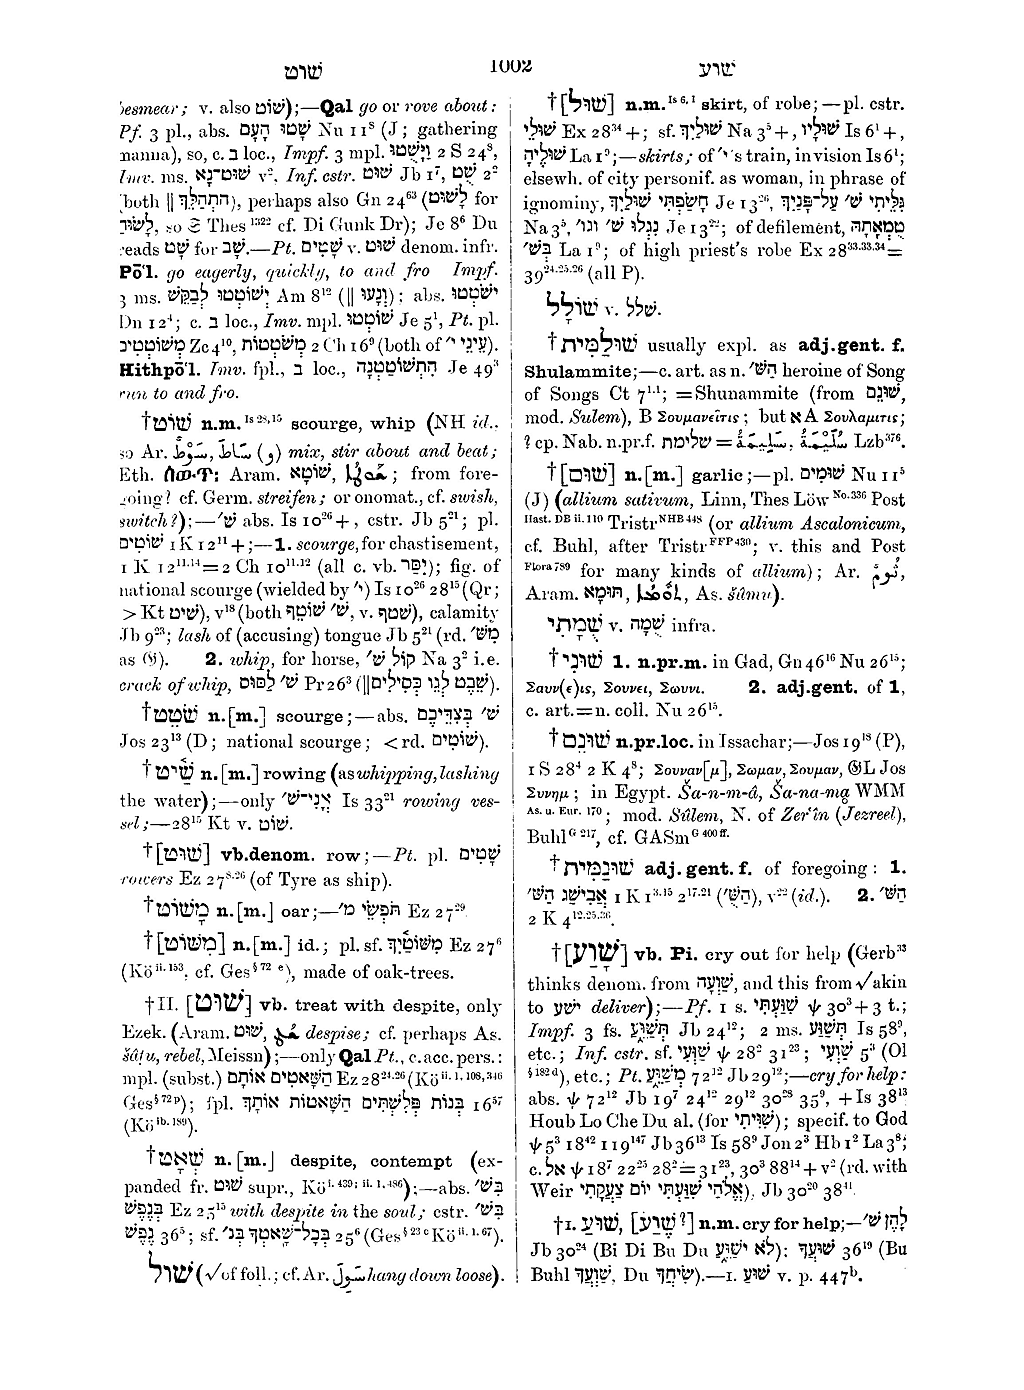 שוט
1002
שוע
besmear; v. also שׁוֹט);—Qal go or rove about:
Pf. 3 pl., abs. שָׁטוּ הָעָם Nu 11⁸ (J; gathering
manna), so, c. ב loc., Impf. 3 mpl. וַיָּשֻׁטוּ 2 S 24⁸,
Imv. ms. שׁוּט־נָא v², Inf. cstr. שׁוּט Jb 1⁷, שֻׁט 2²
(both ‖ הִתְהַלֵּךְ), perhaps also Gn 24⁶³ (לָשׁוּט for
לָשׂוּחַ, so 𝔖 Thes ¹³²² cf. Di Gunk Dr); Je 8⁶ Du
reads שָׁט for שָׁב.—Pt. שָׁטִים v. שׁוּט denom. infr.
Pō'l. go eagerly, quickly, to and fro Impf.
3 ms. יְשׁוֹטְטוּ לְבַקֵּשׁ Am 8¹² (‖ וְנָעוּ); abs. יְשֹׁטְטוּ
Dn 12⁴; c. ב loc., Imv. mpl. שׁוֹטְטוּ Je 5¹, Pt. pl.
מְשׁוֹטְטִים Zc 4¹⁰, מְשֹׁטְטוֹת 2 Ch 16⁹ (both of עֵינֵי י׳).
Hithpō'l. Imv. fpl., ב loc., הִתְשׁוֹטַטְנָה Je 49³
run to and fro.
†שׁוֹט n.m. Is 28,15 scourge, whip (NH id.,
so Ar. سَوْطٌ, سَاطَ, (و) mix, stir about and beat;
Eth. Aram. שׁוֹטָא, ; from fore-
going? cf. Germ. streifen; or onomat., cf. swish,
switch?);—שׁ׳ abs. Is 10²⁶ +, cstr. Jb 5²¹; pl.
שׁוֹטִים 1 K 12¹¹ +;—1. scourge, for chastisement,
1 K 12¹¹·¹⁴ = 2 Ch 10¹¹·¹² (all c. vb. יִסַּר); fig. of
national scourge (wielded by י׳) Is 10²⁶ 28¹⁵ (Qr;
> Kt שׁיט), v¹⁸ (both שׁ׳ שׁוֹטֵף, v. שׁטף), calamity
Jb 9²³; lash of (accusing) tongue Jb 5²¹ (rd. מִשּׁ׳
as 𝔊). 2. whip, for horse, קוֹל שׁ׳ Na 3² i.e.
crack of whip, שׁ׳ לַסּוּס Pr 26³ (‖שֵׁבֶט לְגֵו כְּסִילִים).
†שֹׁטֵט n.[m.] scourge;—abs. שׁ׳ בְּצִדֵּיכֶם
Jos 23¹³ (D; national scourge; < rd. שׁוֹטִים).
†שַׁיִט n.[m.] rowing (as whipping, lashing
the water);—only אֳנִי־שׁ׳ Is 33²¹ rowing ves-
sel;—28¹⁵ Kt v. שׁוֹט.
†[שׁוּט] vb.denom. row;—Pt. pl. שָׁטִים
rowers Ez 27⁸·²⁶ (of Tyre as ship).
†מָשׁוֹט n.[m.] oar;—תֹּפְשֵׂי מ׳ Ez 27²⁹.
†[מִשּׁוֹט] n.[m.] id.; pl. sf. מִשּׁוֹטַיִךְ Ez 27⁶
(Kö ii. 153, cf. Ges § 72 e), made of oak-trees.
†II. [שׁוּט] vb. treat with despite, only
Ezek. (Aram. שׁוּט, despise; cf. perhaps As.
šâṭu, rebel, Meissn);—only Qal Pt., c. acc. pers.:
mpl. (subst.) הַשָּׁאטִים אוֹתָם Ez 28²⁴·²⁶ (Kö ii. 1. 108, 346
Ges § 72 p); fpl. בְּנוֹת פְּלִשְׁתִּים הַשָּׁאטוֹת אוֹתָךְ 16⁵⁷
(Kö ib. 189).
†שְׁאָט n.[m.] despite, contempt (ex-
panded fr. שׁוּט supr., Kö i. 439; ii. 1, 486);—abs. בִּשׁ׳
בְּנֶפֶשׁ Ez 25¹⁵ with despite in the soul; cstr. בִּשׁ׳
נֶפֶשׁ 36⁵; sf. בְּכָל־שָׁאטְךָ בְּנ׳ 25⁶ (Ges § 23 c Kö ii. 1. 67).
שׁול (√of foll.; cf. Ar. hang down loose).
†[שׁוּל] n.m. Is 6, 1 skirt, of robe;—pl. cstr.
שׁוּלֵי Ex 28³⁴ +; sf. שׁוּלַיִךְ Na 3⁵ +, שׁוּלָיו Is 6¹ +,
שׁוּלֶיהָ La 1⁹;—skirts; of י׳'s train, in vision Is 6¹;
elsewh. of city personif. as woman, in phrase of
ignominy, גִּלֵּיתִי שׁ׳ עַל־פָּנַיִךְ, חָשַׂפְתִּי שׁוּלַיִךְ Je 13²⁶,
Na 3⁵, נִגְלוּ שׁ׳ וגו׳ Je 13²²; of defilement, טֻמְאָתָהּ
בְּשׁ׳ La 1⁹; of high priest's robe Ex 28³³·³³·³⁴ =
39²⁴·²⁵·²⁶ (all P).
שׁוֹלָל v. שׁלל.
†שׁוּלַמִּית usually expl. as adj.gent. f.
Shulammite;—c. art. as n. הַשּׁ׳ heroine of Song
of Songs Ct 7¹·¹; = Shunammite (from שׁוּנֵם,
mod. Sulem), B Σουμανεῖτις; but א A Σουλαμιτις;
? cp. Nab. n.pr.f. שלימת = Lzb³⁷⁶.
†[שׁוּם] n.[m.] garlic;—pl. שׁוּמִים Nu 11⁵
(J) (allium sativum, Linn, Thes Löw No. 336 Post
Hast. DB ii. 110 Tristr NHB 448 (or allium Ascalonicum,
cf. Buhl, after Tristr FFP 430; v. this and Post
Flora 789 for many kinds of allium); Ar. ثُومٌ,
Aram. תּוּמָא, , As. šûmu).
שֻׁמָתִי v. שֻׁמָה infra.
†שׁוּנִי 1. n.pr.m. in Gad, Gn 46¹⁶ Nu 26¹⁵;
Σαυν(ε)ις, Σουνει, Σωυνι. 2. adj.gent. of 1,
c. art. = n. coll. Nu 26¹⁵.
†שׁוּנֵם n.pr.loc. in Issachar;—Jos 19¹⁸ (P),
1 S 28⁴ 2 K 4⁸; Σουναν[μ], Σωμαν, Σουμαν, 𝔊L Jos
Συνημ; in Egypt. Ša-n-m-â, Ša-na-mạ WMM
As. u. Eur. 170; mod. Sûlem, N. of Zer'în (Jezreel),
Buhl G 217, cf. GASm G 400 ff.
†שׁוּנַמִּית adj.gent. f. of foregoing: 1.
אֲבִישַׁג הַשּׁ׳ 1 K 1³·¹⁵ 2¹⁷·²¹ (הַשֻּׁ׳), v²² (id.). 2. הַשּׁ׳
2 K 4¹²·²⁵·³⁶.
†[שָׁוַע] vb. Pi. cry out for help (Gerb³³
thinks denom. from שַׁוְעָה, and this from √akin
to ישׁע deliver);—Pf. 1 s. שִׁוַּעְתִּי ψ 30³ + 3 t.;
Impf. 3 fs. תְּשַׁוֵּעַ Jb 24¹²; 2 ms. תְּשַׁוַּע Is 58⁹,
etc.; Inf. cstr. sf. שַׁוְּעִי ψ 28² 31²³; שַׁוְעִי 5³ (Ol
§ 182 d), etc.; Pt. מְשַׁוֵּעַ 72¹² Jb 29¹²;—cry for help:
abs. ψ 72¹² Jb 19⁷ 24¹² 29¹² 30²⁸ 35⁹, + Is 38¹³
Houb Lo Che Du al. (for שִׁוִּיתִי); specif. to God
ψ 5³ 18⁴² 119¹⁴⁷ Jb 36¹³ Is 58⁹ Jon 2³ Hb 1² La 3⁸;
c. אל ψ 18⁷ 22²⁵ 28² = 31²³, 30³ 88¹⁴ + v² (rd. with
Weir אֱלֹהַי שִׁוַּעְתִּי יוֹם צָעַקְתִּי), Jb 30²⁰ 38⁴¹.
†I. שׁוּעַ, [שֶׁוַע?] n.m. cry for help;—לָהֶן שׁ׳
Jb 30²⁴ (Bi Di Bu Du לֹא יְשַׁוֵּעַ); שׁוּעֲךָ 36¹⁹ (Bu
Buhl שַׁוְעֲךָ, Du שִׂיחֲךָ).—I. שׁוּעַ v. p. 447ᵇ.